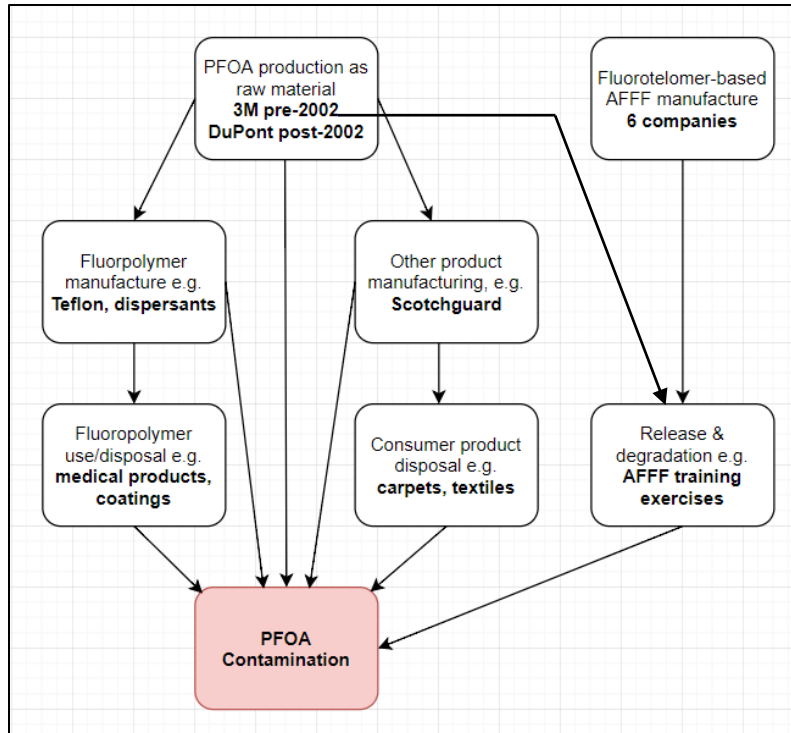 PFOA production as
raw material
3M pre-2002
DuPont post-2002
Fluorotelomer-based
AFFF manufacture
6 companies
Fluorpolymer
manufacture e.g.
Teflon, dispersants
Other product
manufacturing, e.g.
Scotchguard
Fluoropolymer
use/disposal e.g.
medical products,
coatings
Consumer product
disposal e.g.
carpets, textiles
Release &
degradation e.g.
AFFF training
exercises
PFOA
Contamination